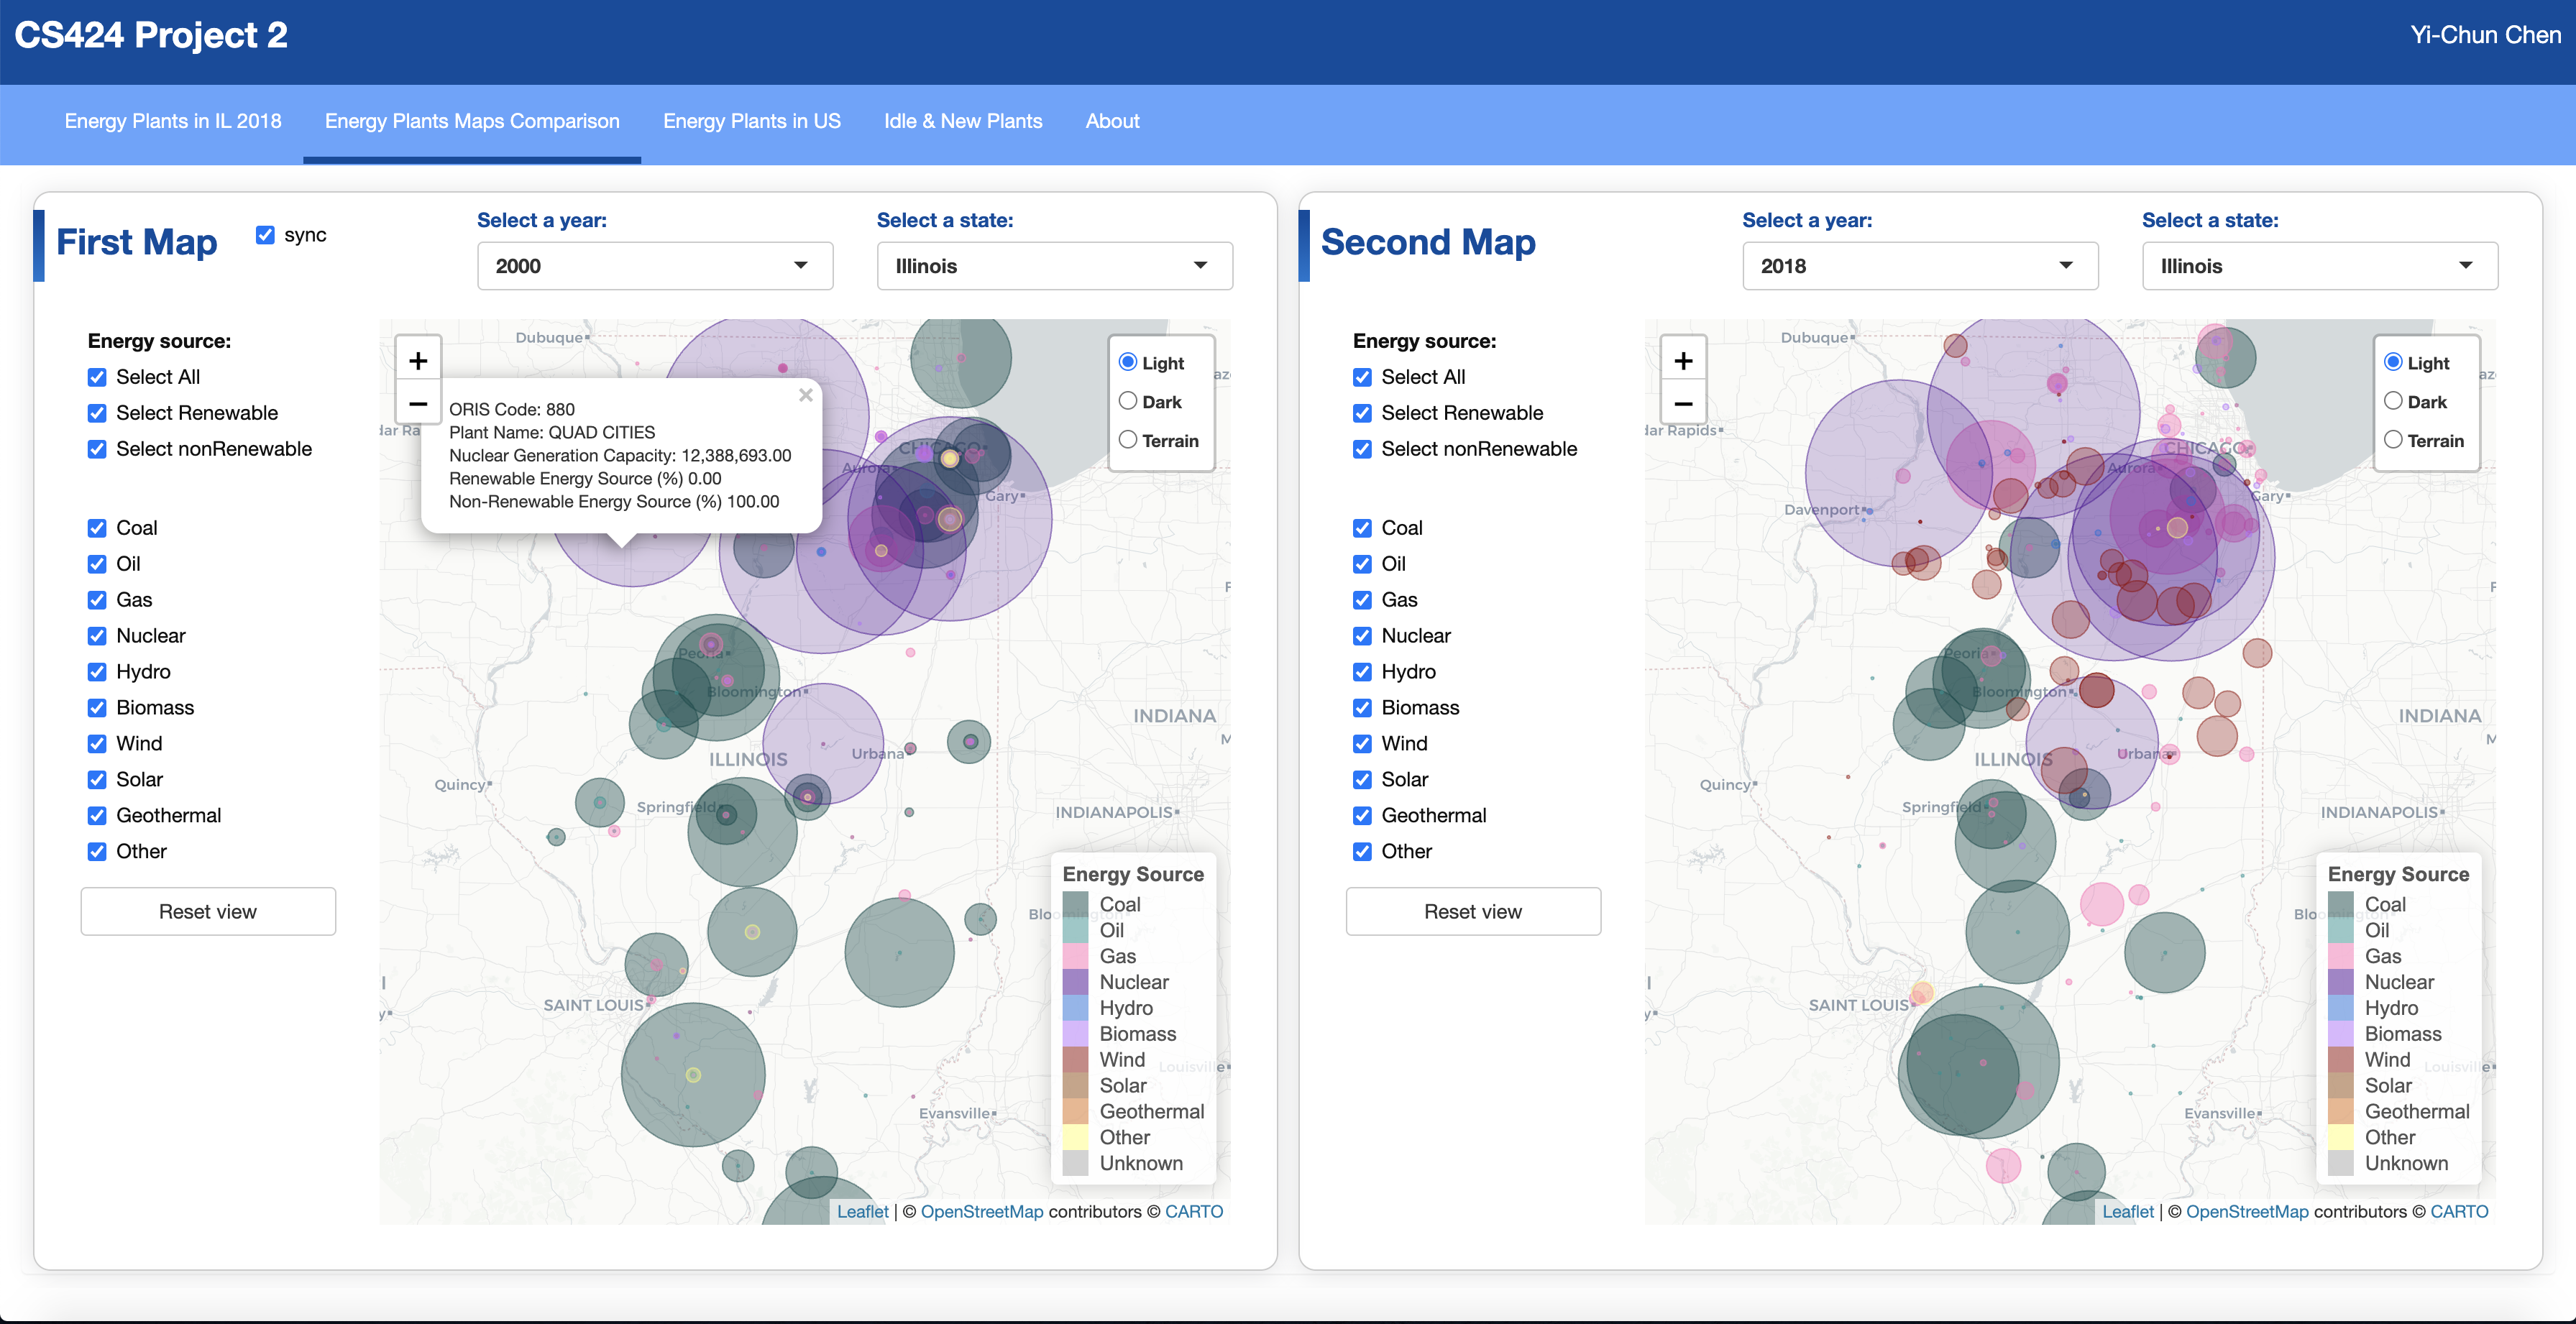 CS424 Project 2
Yi-Chun Chen
Energy Plants in IL 2018
Energy Plants Maps Comparison
Energy Plants in US
Idle & New Plants
About
First Map
sync
Select a year:
2000
Select a state:
Illinois
Energy source:
Select All
Select Renewable
Select nonRenewable
Coal
Oil
Gas
Nuclear
Hydro
Biomass
Wind
Solar
Geothermal
Other
Reset view
+
−
ORIS Code: 880
Plant Name: QUAD CITIES
Nuclear Generation Capacity: 12,388,693.00
Renewable Energy Source (%) 0.00
Non-Renewable Energy Source (%) 100.00
×
Light
Dark
Terrain
Dubuque
CHICAGO
Aurora
Gary
Peoria
Bloomington
INDIANA
ILLINOIS
Urbana
Quincy
Springfield
INDIANAPOLIS
SAINT LOUIS
Bloomington
Louisville
Evansville
Energy Source
Coal
Oil
Gas
Nuclear
Hydro
Biomass
Wind
Solar
Geothermal
Other
Unknown
Leaflet | © OpenStreetMap contributors © CARTO
Second Map
Select a year:
2018
Select a state:
Illinois
Energy source:
Select All
Select Renewable
Select nonRenewable
Coal
Oil
Gas
Nuclear
Hydro
Biomass
Wind
Solar
Geothermal
Other
Reset view
+
−
Light
Dark
Terrain
Dubuque
dar Rapids
CHICAGO
Aurora
Gary
Davenport
Peoria
Bloomington
INDIANA
ILLINOIS
Urbana
Quincy
Springfield
INDIANAPOLIS
SAINT LOUIS
Louisville
Evansville
Energy Source
Coal
Oil
Gas
Nuclear
Hydro
Biomass
Wind
Solar
Geothermal
Other
Unknown
Leaflet | © OpenStreetMap contributors © CARTO